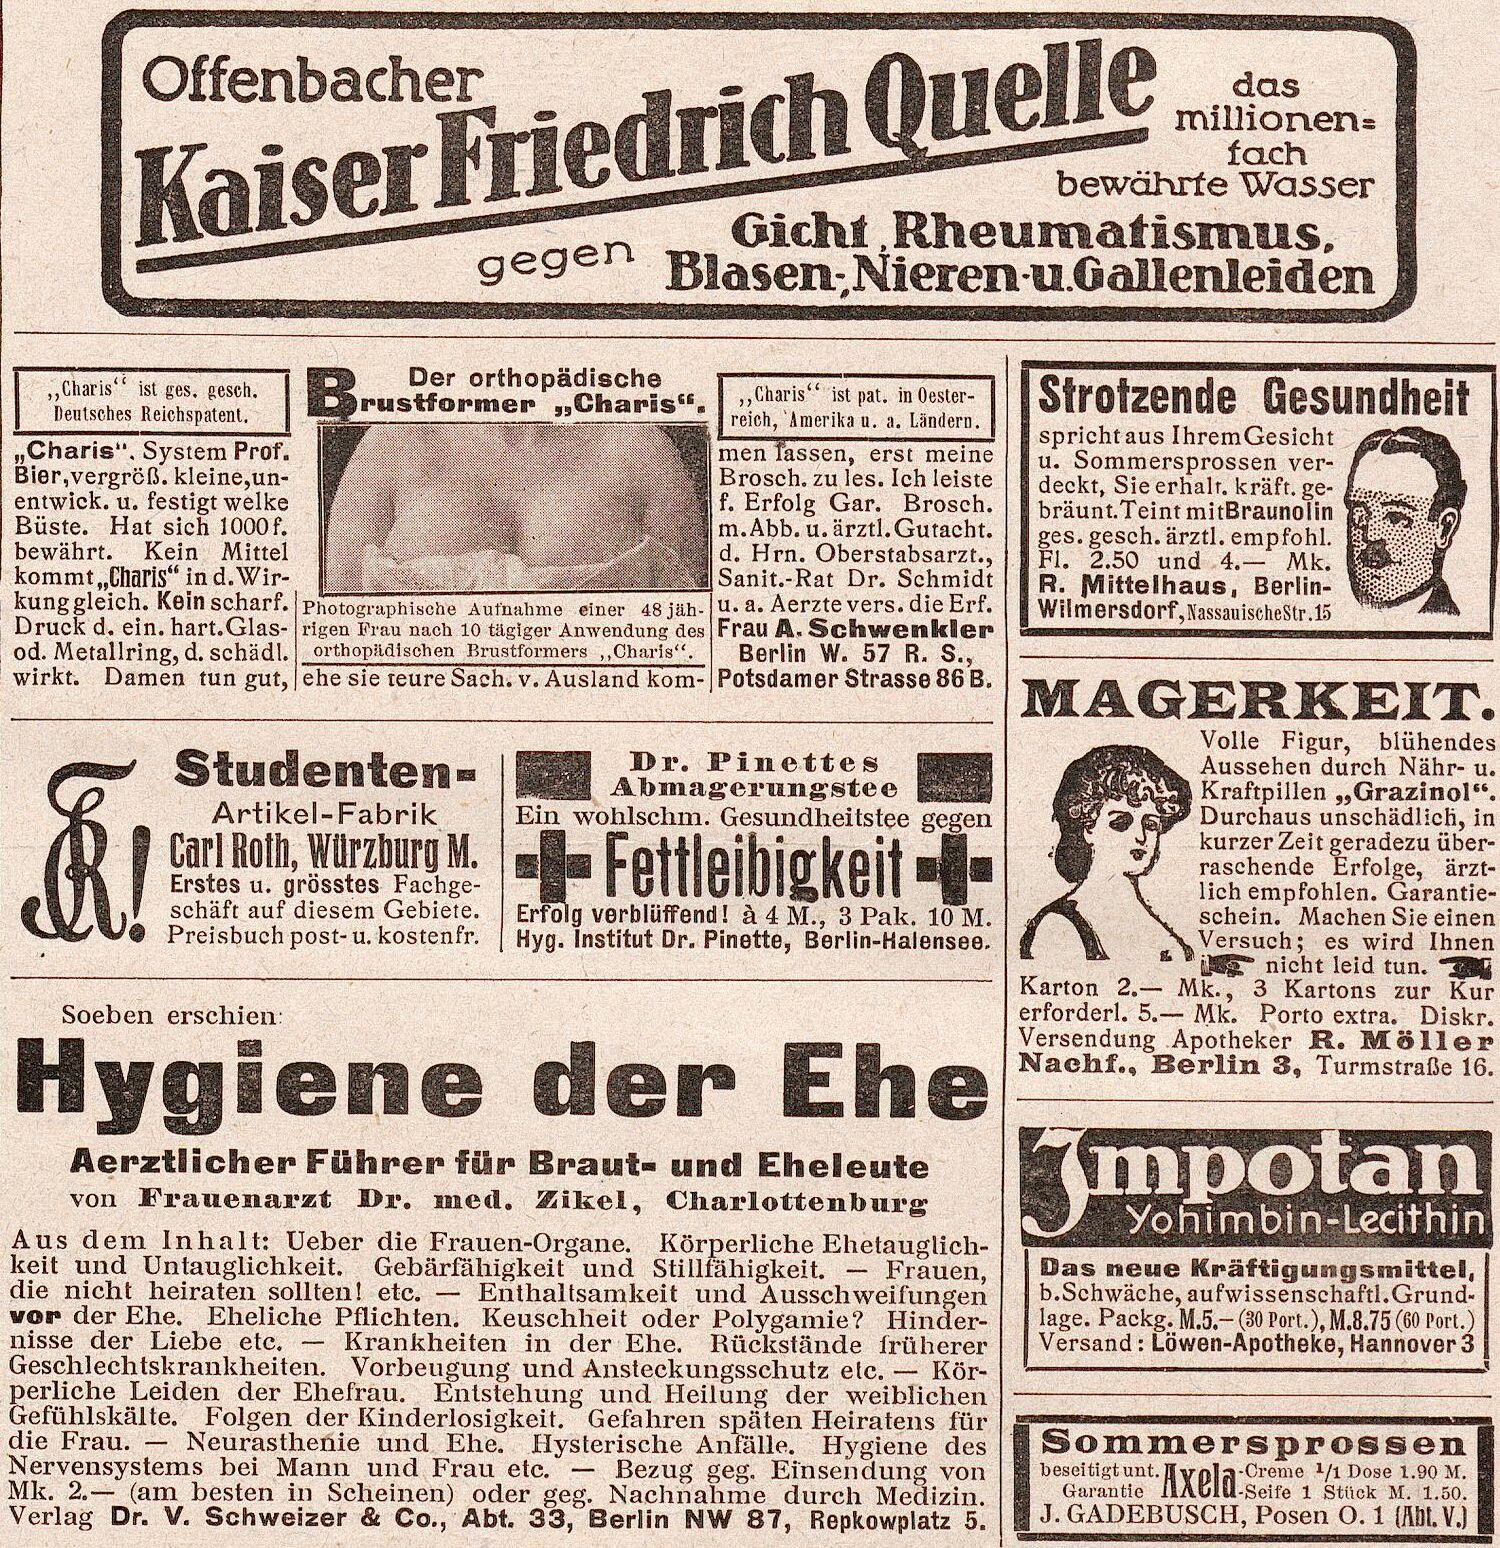 Offenbacher
Kaiser Friedrich Quelle
das
millionen=
fach
bewährte Wasser
gegen
Gicht, Rheumatismus,
Blasen-, Nieren- u. Gallenleiden
„Charis“ ist ges. gesch.
Deutsches Reichspatent.
„Charis“. System Prof.
Bier, vergröß. kleine, un-
entwick. u. festigt welke
Büste. Hat sich 1000 f.
bewährt. Kein Mittel
kommt „Charis“ in d. Wir-
kung gleich. Kein scharf.
Druck d. ein. hart. Glas-
od. Metallring, d. schädl.
wirkt. Damen tun gut,
Der orthopädische
Brustformer „Charis“.
Photographische Aufnahme einer 48 jäh-
rigen Frau nach 10 tägiger Anwendung des
orthopädischen Brustformers „Charis“.
ehe sie teure Sach. v. Ausland kom-
„Charis“ ist pat. in Oester-
reich, Amerika u. a. Ländern.
men lassen, erst meine
Brosch. zu les. Ich leiste
f. Erfolg Gar. Brosch.
m. Abb. u. ärztl. Gutacht.
d. Hrn. Oberstabsarzt.,
Sanit.-Rat Dr. Schmidt
u. a. Aerzte vers. die Erf.
Frau A. Schwenkler
Berlin W. 57 R. S.,
Potsdamer Strasse 86 B.
Strotzende Gesundheit
spricht aus Ihrem Gesicht
u. Sommersprossen ver-
deckt, Sie erhalt. kräft. ge-
bräunt. Teint mit Braunolin
ges. gesch. ärztl. empfohl.
Fl. 2.50 und 4.— Mk.
R. Mittelhaus, Berlin-
Wilmersdorf, Nassauische Str. 15
MAGERKEIT.
Volle Figur, blühendes
Aussehen durch Nähr- u.
Kraftpillen „Grazinol“.
Durchaus unschädlich, in
kurzer Zeit geradezu über-
raschende Erfolge, ärzt-
lich empfohlen. Garantie-
schein. Machen Sie einen
Versuch; es wird Ihnen
nicht leid tun.
Karton 2.— Mk., 3 Kartons zur Kur
erforderl. 5.— Mk. Porto extra. Diskr.
Versendung Apotheker R. Möller
Nachf., Berlin 3, Turmstraße 16.
Studenten-
Artikel-Fabrik
Carl Roth, Würzburg M.
Erstes u. grösstes Fachge-
schäft auf diesem Gebiete.
Preisbuch post- u. kostenfr.
Dr. Pinettes
Abmagerungstee
Ein wohlschm. Gesundheitstee gegen
Fettleibigkeit
Erfolg verblüffend! à 4 M., 3 Pak. 10 M.
Hyg. Institut Dr. Pinette, Berlin-Halensee.
Soeben erschien:
Hygiene der Ehe
Aerztlicher Führer für Braut- und Eheleute
von Frauenarzt Dr. med. Zikel, Charlottenburg
Aus dem Inhalt: Ueber die Frauen-Organe. Körperliche Ehetauglich-
keit und Untauglichkeit. Gebärfähigkeit und Stillfähigkeit. — Frauen,
die nicht heiraten sollten! etc. — Enthaltsamkeit und Ausschweifungen
vor der Ehe. Eheliche Pflichten. Keuschheit oder Polygamie? Hinder-
nisse der Liebe etc. — Krankheiten in der Ehe. Rückstände früherer
Geschlechtskrankheiten. Vorbeugung und Ansteckungsschutz etc. — Kör-
perliche Leiden der Ehefrau. Entstehung und Heilung der weiblichen
Gefühlskälte. Folgen der Kinderlosigkeit. Gefahren späten Heiratens für
die Frau. — Neurasthenie und Ehe. Hysterische Anfälle. Hygiene des
Nervensystems bei Mann und Frau etc. — Bezug geg. Einsendung von
Mk. 2.— (am besten in Scheinen) oder geg. Nachnahme durch Medizin.
Verlag Dr. V. Schweizer & Co., Abt. 33, Berlin NW 87, Repkowplatz 5.
Impotan
Yohimbin-Lecithin
Das neue Kräftigungsmittel,
b. Schwäche, auf wissenschaftl. Grund-
lage. Packg. M. 5.— (30 Port.), M. 8.75 (60 Port.)
Versand: Löwen-Apotheke, Hannover 3
Sommersprossen
beseitigt unt. Garantie Axela-Creme 1/1 Dose 1.90 M.
-Seife 1 Stück M. 1.50.
J. GADEBUSCH, Posen O. 1 (Abt. V.)